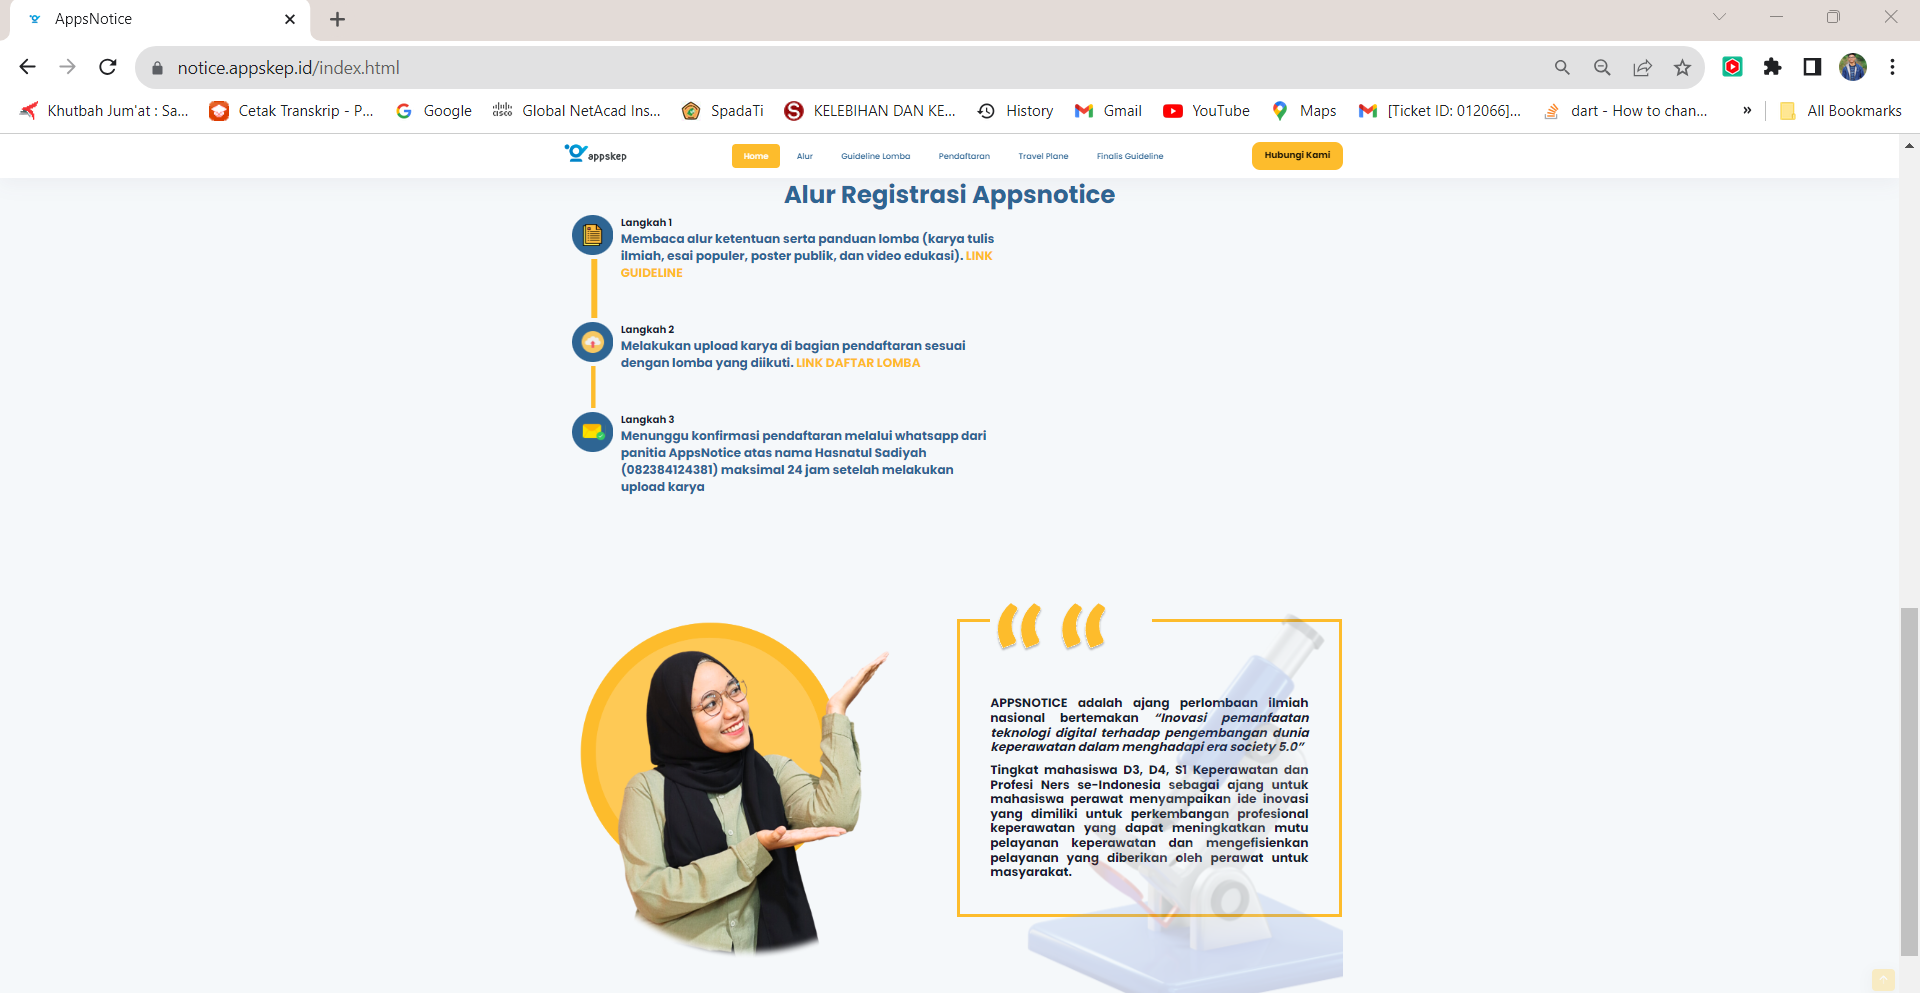 AppsNotice
notice.appskep.id/index.html
Khutbah Jum'at : Sa...
Cetak Transkrip - P...
Google
Global NetAcad Ins...
SpadaTi
KELEBIHAN DAN KE...
History
Gmail
YouTube
Maps
[Ticket ID: 012066]...
dart - How to chan...
»
All Bookmarks
appskep
Home
Alur
Guideline Lomba
Pendaftaran
Travel Plane
Finalis Guideline
Hubungi Kami
Alur Registrasi Appsnotice
Langkah 1
Membaca alur ketentuan serta panduan lomba (karya tulis
ilmiah, esai populer, poster publik, dan video edukasi). LINK
GUIDELINE
Langkah 2
Melakukan upload karya di bagian pendaftaran sesuai
dengan lomba yang diikuti. LINK DAFTAR LOMBA
Langkah 3
Menunggu konfirmasi pendaftaran melalui whatsapp dari
panitia AppsNotice atas nama Hasnatul Sadiyah
(082384124381) maksimal 24 jam setelah melakukan
upload karya
APPSNOTICE adalah ajang perlombaan ilmiah
nasional bertemakan “Inovasi pemanfaatan
teknologi digital terhadap pengembangan dunia
keperawatan dalam menghadapi era society 5.0”
Tingkat mahasiswa D3, D4, S1 Keperawatan dan
Profesi Ners se-Indonesia sebagai ajang untuk
mahasiswa perawat menyampaikan ide inovasi
yang dimiliki untuk perkembangan profesional
keperawatan yang dapat meningkatkan mutu
pelayanan keperawatan dan mengefisienkan
pelayanan yang diberikan oleh perawat untuk
masyarakat.